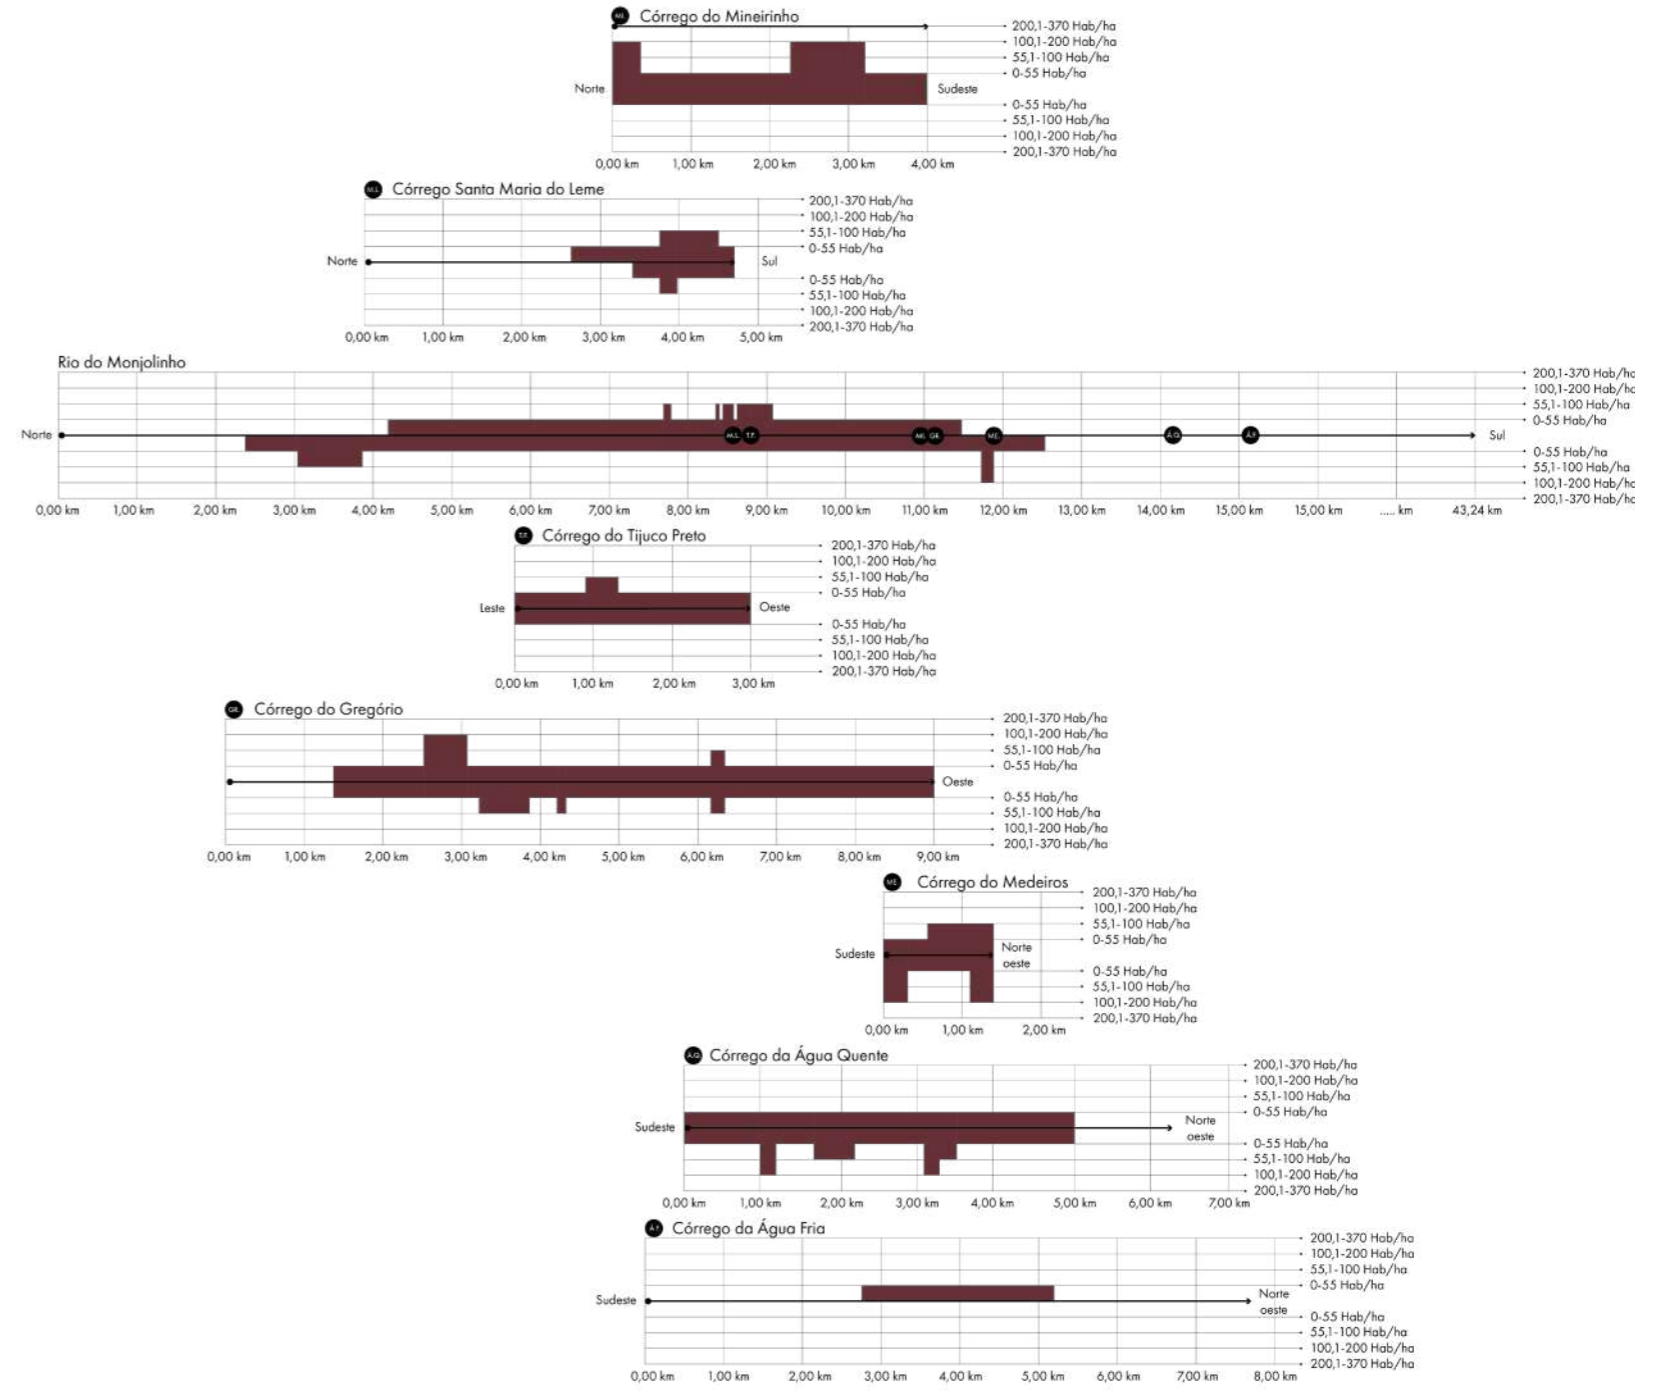 MI. Córrego do Mineirinho
200,1-370 Hab/ha
100,1-200 Hab/ha
55,1-100 Hab/ha
0-55 Hab/ha
Norte Sudeste
0-55 Hab/ha
55,1-100 Hab/ha
100,1-200 Hab/ha
200,1-370 Hab/ha
0,00 km 1,00 km 2,00 km 3,00 km 4,00 km
M.L. Córrego Santa Maria do Leme
200,1-370 Hab/ha
100,1-200 Hab/ha
55,1-100 Hab/ha
0-55 Hab/ha
Norte Sul
0-55 Hab/ha
55,1-100 Hab/ha
100,1-200 Hab/ha
200,1-370 Hab/ha
0,00 km 1,00 km 2,00 km 3,00 km 4,00 km 5,00 km
Rio do Monjolinho
200,1-370 Hab/ha
100,1-200 Hab/ha
55,1-100 Hab/ha
0-55 Hab/ha
Norte M.L. T.P. MI. GR. ME. A.Q. A.F. Sul
0-55 Hab/ha
55,1-100 Hab/ha
100,1-200 Hab/ha
200,1-370 Hab/ha
0,00 km 1,00 km 2,00 km 3,00 km 4,00 km 5,00 km 6,00 km 7,00 km 8,00 km 9,00 km 10,00 km 11,00 km 12,00 km 13,00 km 14,00 km 15,00 km 15,00 km ..... km 43,24 km
T.P. Córrego do Tijuco Preto
200,1-370 Hab/ha
100,1-200 Hab/ha
55,1-100 Hab/ha
0-55 Hab/ha
Leste Oeste
0-55 Hab/ha
55,1-100 Hab/ha
100,1-200 Hab/ha
200,1-370 Hab/ha
0,00 km 1,00 km 2,00 km 3,00 km
GR. Córrego do Gregório
200,1-370 Hab/ha
100,1-200 Hab/ha
55,1-100 Hab/ha
0-55 Hab/ha
Oeste
0-55 Hab/ha
55,1-100 Hab/ha
100,1-200 Hab/ha
200,1-370 Hab/ha
0,00 km 1,00 km 2,00 km 3,00 km 4,00 km 5,00 km 6,00 km 7,00 km 8,00 km 9,00 km
ME. Córrego do Medeiros
200,1-370 Hab/ha
100,1-200 Hab/ha
55,1-100 Hab/ha
0-55 Hab/ha
Sudeste Norte
oeste
0-55 Hab/ha
55,1-100 Hab/ha
100,1-200 Hab/ha
200,1-370 Hab/ha
0,00 km 1,00 km 2,00 km
A.Q. Córrego da Água Quente
200,1-370 Hab/ha
100,1-200 Hab/ha
55,1-100 Hab/ha
0-55 Hab/ha
Sudeste Norte
oeste
0-55 Hab/ha
55,1-100 Hab/ha
100,1-200 Hab/ha
200,1-370 Hab/ha
0,00 km 1,00 km 2,00 km 3,00 km 4,00 km 5,00 km 6,00 km 7,00 km
A.F. Córrego da Água Fria
200,1-370 Hab/ha
100,1-200 Hab/ha
55,1-100 Hab/ha
0-55 Hab/ha
Sudeste Norte
oeste
0-55 Hab/ha
55,1-100 Hab/ha
100,1-200 Hab/ha
200,1-370 Hab/ha
0,00 km 1,00 km 2,00 km 3,00 km 4,00 km 5,00 km 6,00 km 7,00 km 8,00 km